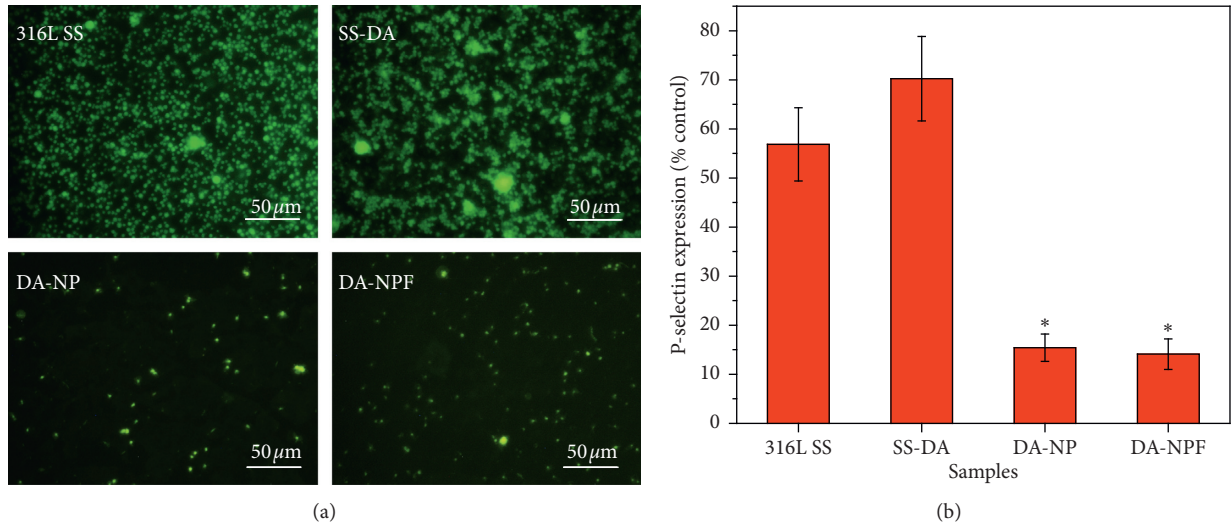 316L SS
50 μm
SS-DA
50 μm
DA-NP
50 μm
DA-NPF
50 μm
(a)
P-selectin expression (% control)
80
70
60
50
40
30
20
10
0
*
*
316L SS SS-DA DA-NP DA-NPF
Samples
(b)